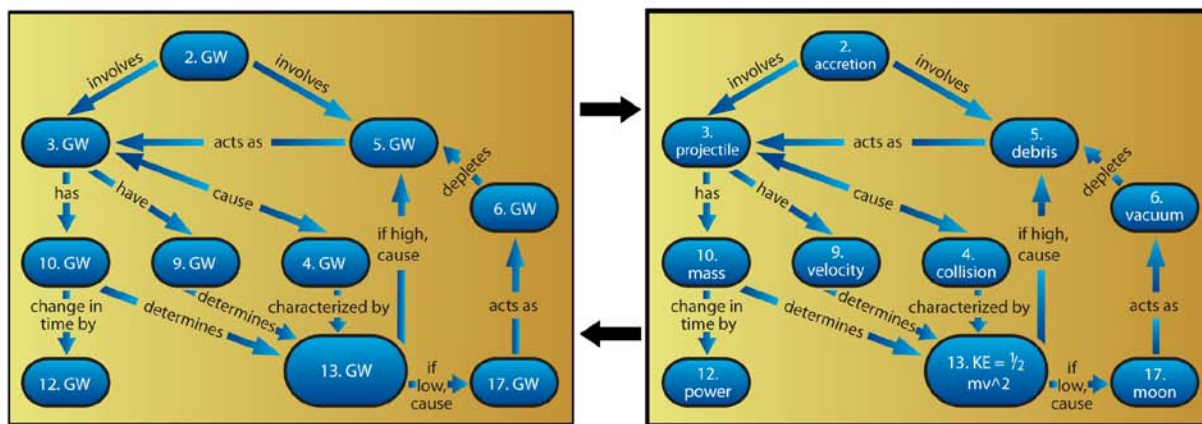 2. GW
involves
involves
3. GW
acts as
5. GW
has
have
cause
depletes
6. GW
if high,
cause
10. GW
9. GW
4. GW
change in
time by
determines
determines
characterized by
acts as
12. GW
13. GW
if
low,
cause
17. GW
2.
accretion
involves
involves
3.
projectile
acts as
5.
debris
has
have
cause
depletes
6.
vacuum
if high,
cause
10.
mass
9.
velocity
4.
collision
change in
time by
determines
determines
characterized by
acts as
12.
power
13. KE = ½
mv^2
if
low,
cause
17.
moon